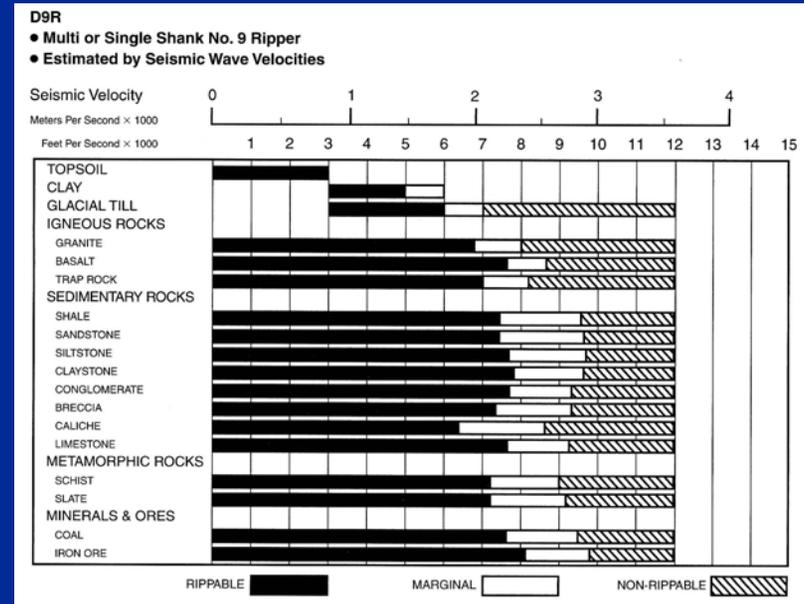 D9R
● Multi or Single Shank No. 9 Ripper
● Estimated by Seismic Wave Velocities
Seismic Velocity 0 1 2 3 4
Meters Per Second × 1000
Feet Per Second × 1000 1 2 3 4 5 6 7 8 9 10 11 12 13 14 15
TOPSOIL
CLAY
GLACIAL TILL
IGNEOUS ROCKS
GRANITE
BASALT
TRAP ROCK
SEDIMENTARY ROCKS
SHALE
SANDSTONE
SILTSTONE
CLAYSTONE
CONGLOMERATE
BRECCIA
CALICHE
LIMESTONE
METAMORPHIC ROCKS
SCHIST
SLATE
MINERALS & ORES
COAL
IRON ORE
RIPPABLE MARGINAL NON-RIPPABLE